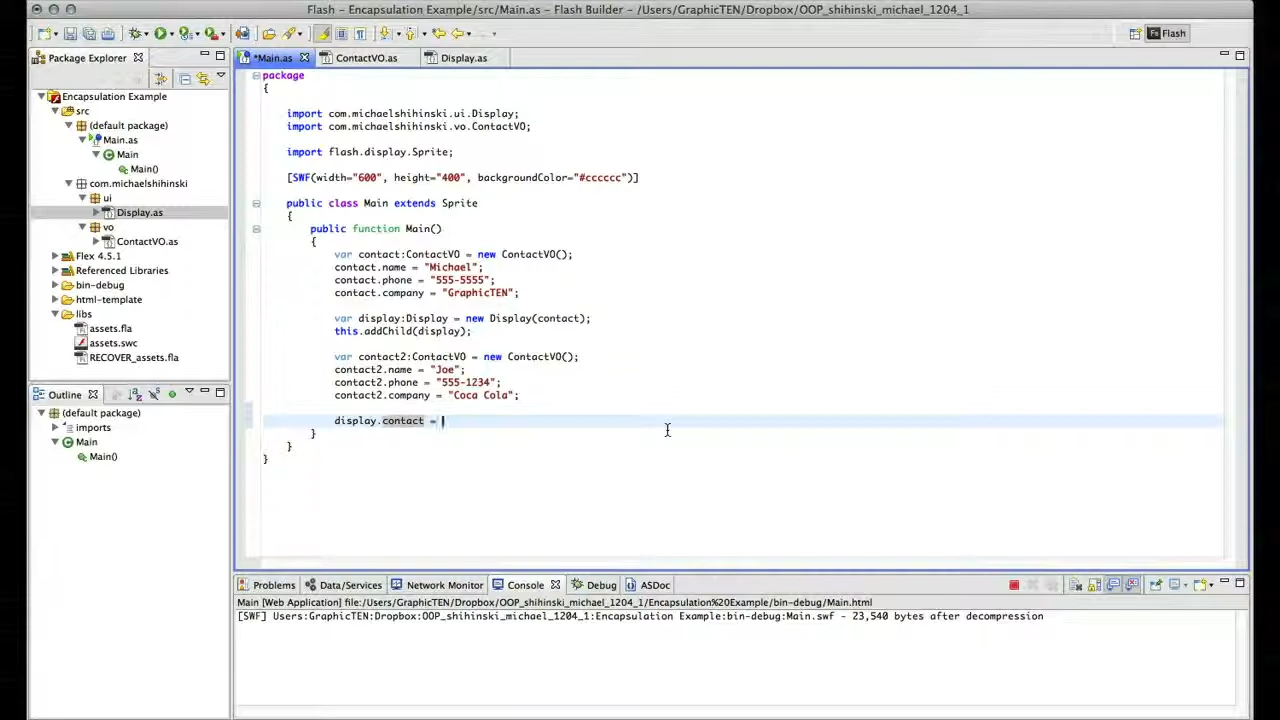 Flash - Encapsulation Example/src/Main.as - Flash Builder - /Users/GraphicTEN/Dropbox/OOP_shihinski_michael_1204_1
Flash
Package Explorer
*Main.as
ContactVO.as
Display.as
Encapsulation Example
src
(default package)
Main.as
Main
Main()
com.michaelshihinski
ui
Display.as
vo
ContactVO.as
Flex 4.5.1
Referenced Libraries
bin-debug
html-template
libs
assets.fla
assets.swc
RECOVER_assets.fla
package
{
import com.michaelshihinski.ui.Display;
import com.michaelshihinski.vo.ContactVO;
import flash.display.Sprite;
[SWF(width="600", height="400", backgroundColor="#cccccc")]
public class Main extends Sprite
{
public function Main()
{
var contact:ContactVO = new ContactVO();
contact.name = "Michael";
contact.phone = "555-5555";
contact.company = "GraphicTEN";
var display:Display = new Display(contact);
this.addChild(display);
var contact2:ContactVO = new ContactVO();
contact2.name = "Joe";
contact2.phone = "555-1234";
contact2.company = "Coca Cola";
display.contact =
}
}
}
Outline
(default package)
imports
Main
Main()
Problems
Data/Services
Network Monitor
Console
Debug
ASDoc
Main [Web Application] file:/Users/GraphicTEN/Dropbox/OOP_shihinski_michael_1204_1/Encapsulation%20Example/bin-debug/Main.html
[SWF] Users:GraphicTEN:Dropbox:OOP_shihinski_michael_1204_1:Encapsulation Example:bin-debug:Main.swf - 23,540 bytes after decompression